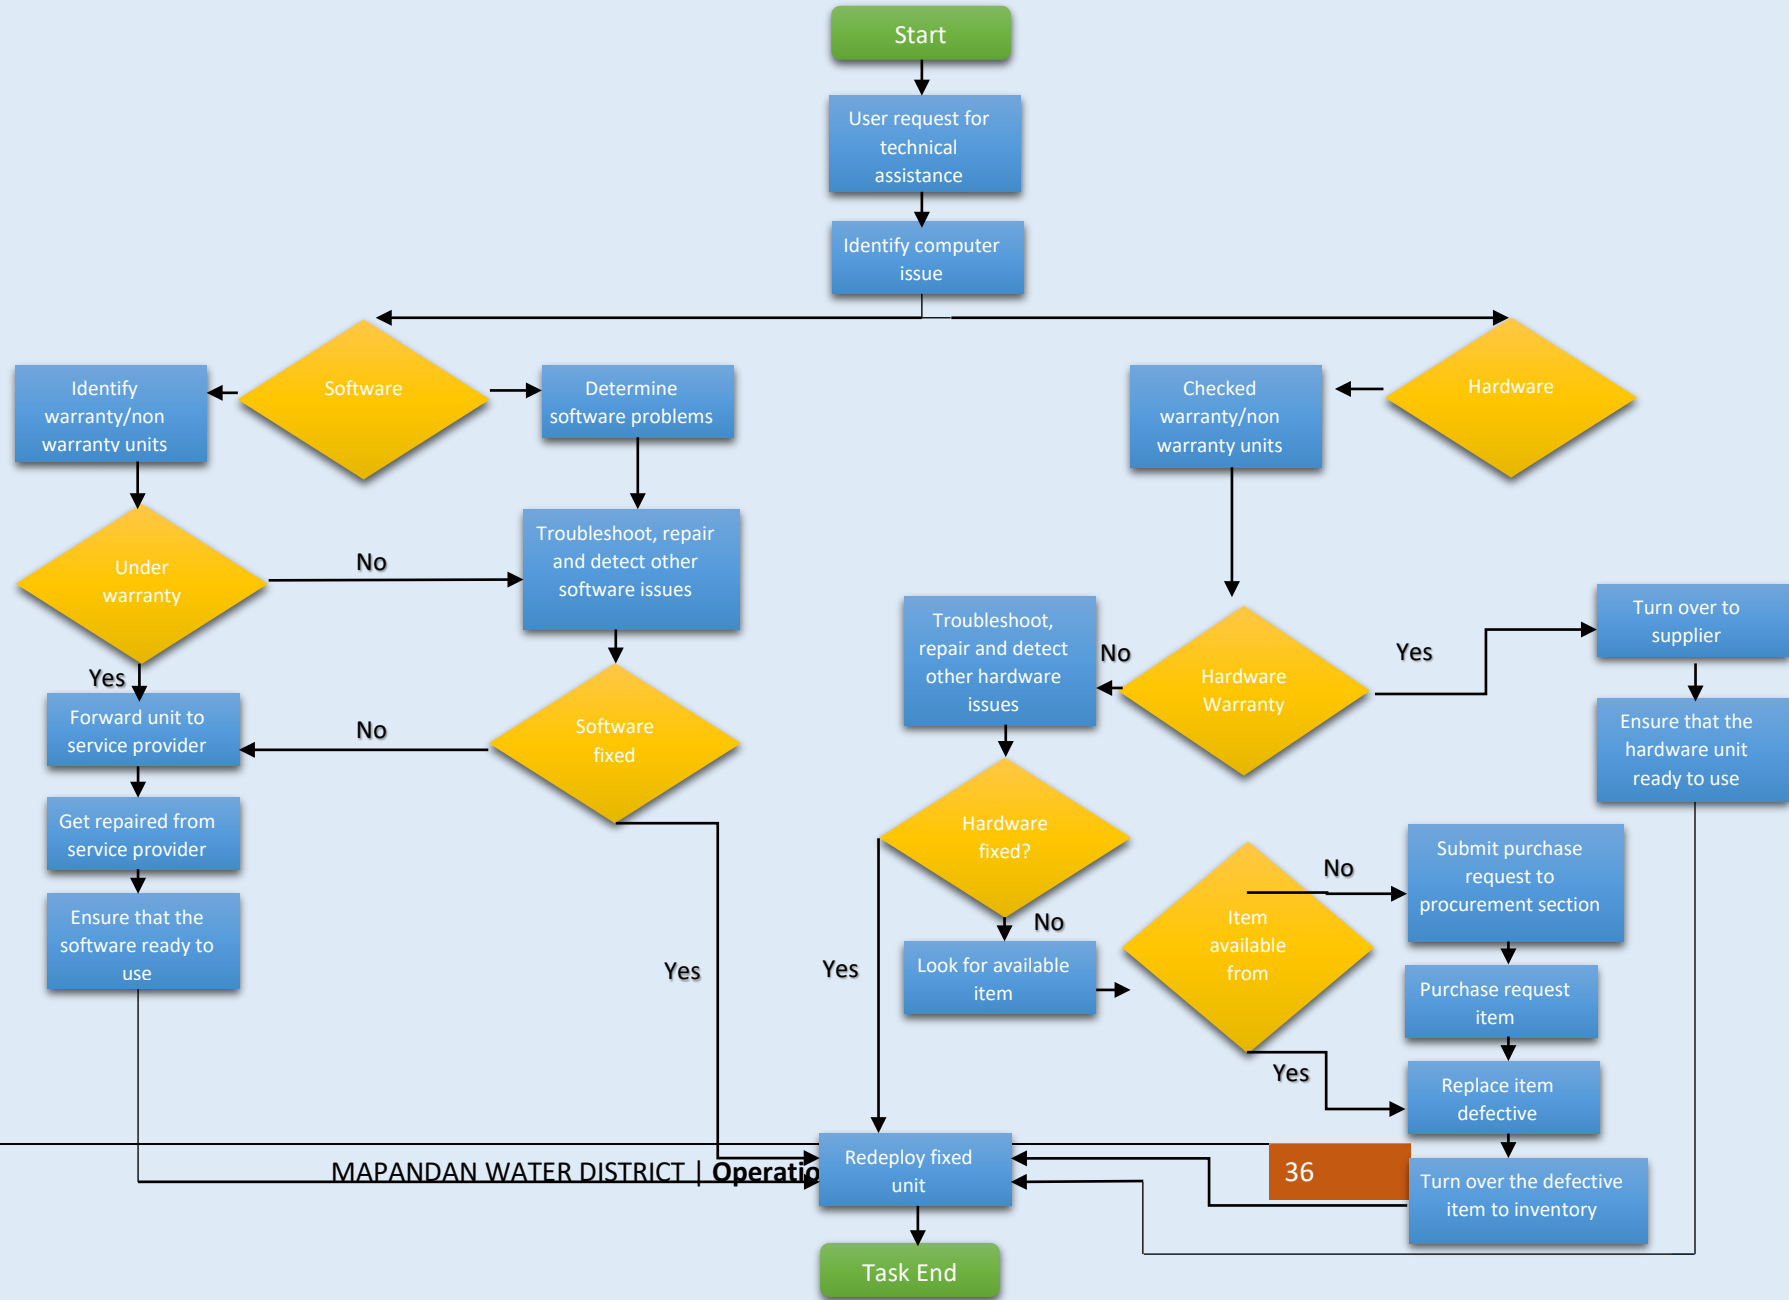 Start
User request for
technical
assistance
Identify computer
issue
Software
Hardware
Identify
warranty/non
warranty units
Determine
software problems
Checked
warranty/non
warranty units
Under
warranty
No
Troubleshoot, repair
and detect other
software issues
Yes
Forward unit to
service provider
No
Software
fixed
Get repaired from
service provider
Ensure that the
software ready to
use
Yes
Troubleshoot,
repair and detect
other hardware
issues
No
Hardware
Warranty
Yes
Turn over to
supplier
Ensure that the
hardware unit
ready to use
Hardware
fixed?
Yes
No
Look for available
item
Item
available
from
No
Submit purchase
request to
procurement section
Purchase request
item
Yes
Replace item
defective
Turn over the defective
item to inventory
Redeploy fixed
unit
Task End
MAPANDAN WATER DISTRICT | Operatio
36